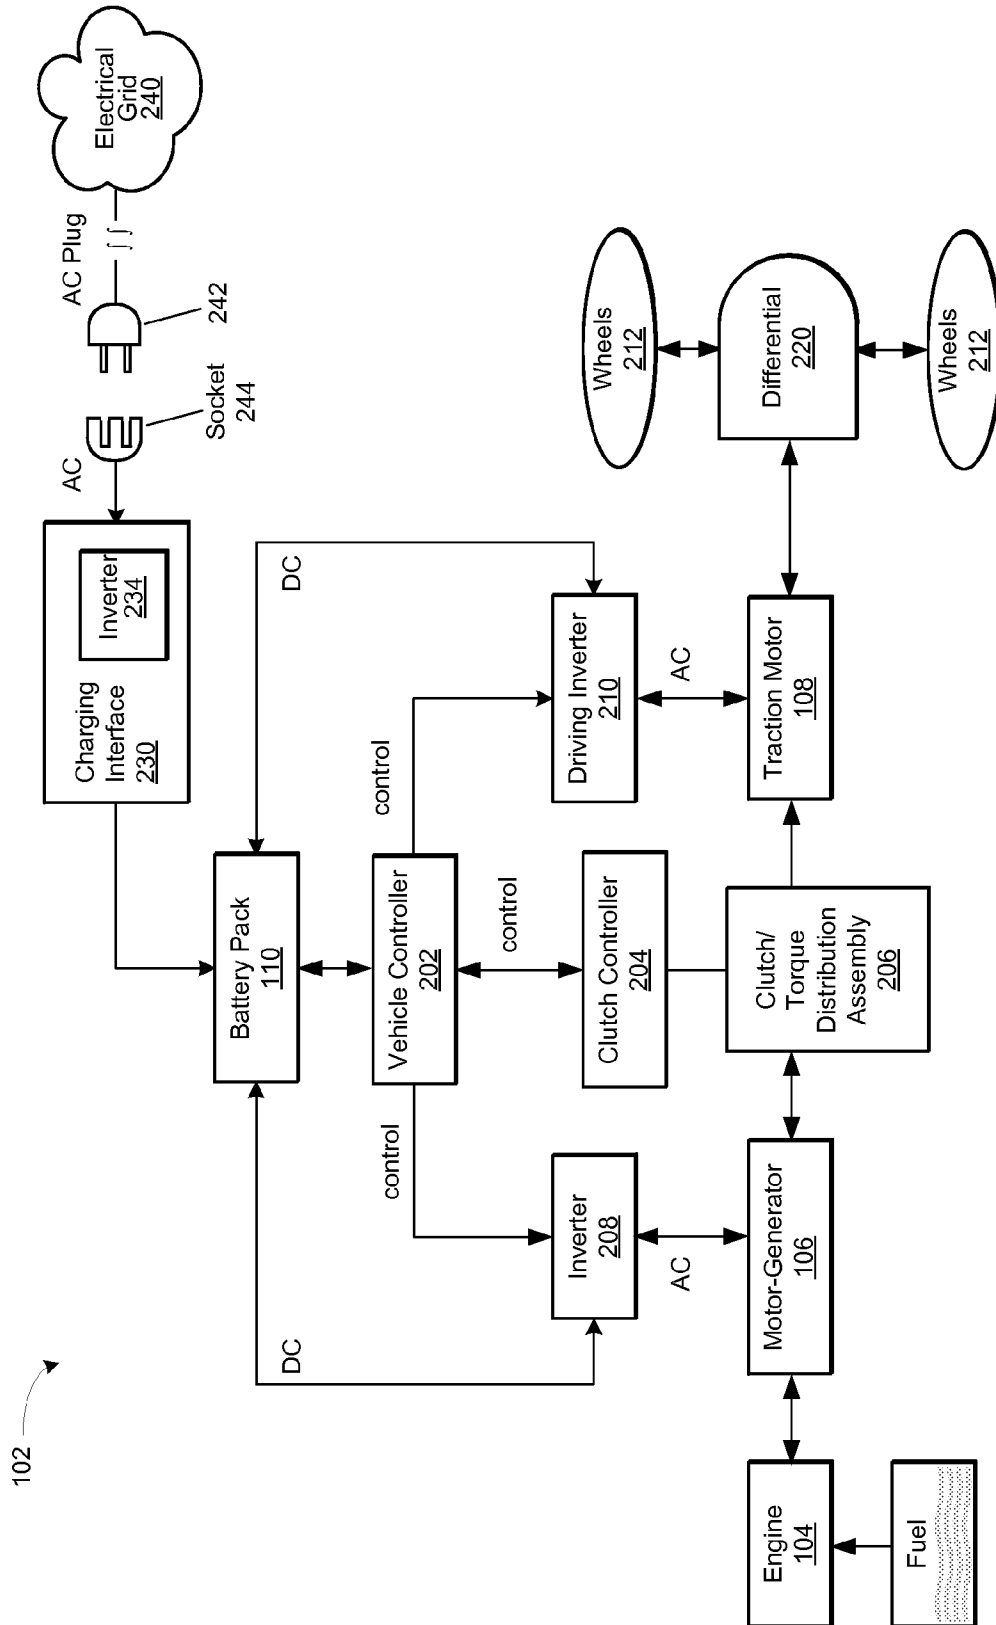 102
Fuel
Engine
104
Motor-Generator
106
Clutch/
Torque
Distribution
Assembly
206
Traction Motor
108
Differential
220
Wheels
212
Wheels
212
AC
AC
Inverter
208
Clutch Controller
204
Driving Inverter
210
control
control
control
Vehicle Controller
202
DC
DC
Battery Pack
110
Charging
Interface
230
Inverter
234
AC
Socket
244
242
AC Plug
Electrical
Grid
240